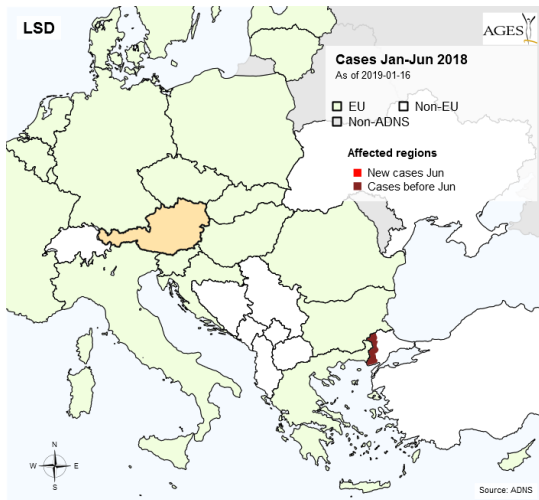 LSD
AGES
Cases Jan-Jun 2018
As of 2019-01-16
EU
Non-EU
Non-ADNS
Affected regions
New cases Jun
Cases before Jun
N
W
E
S
Source: ADNS